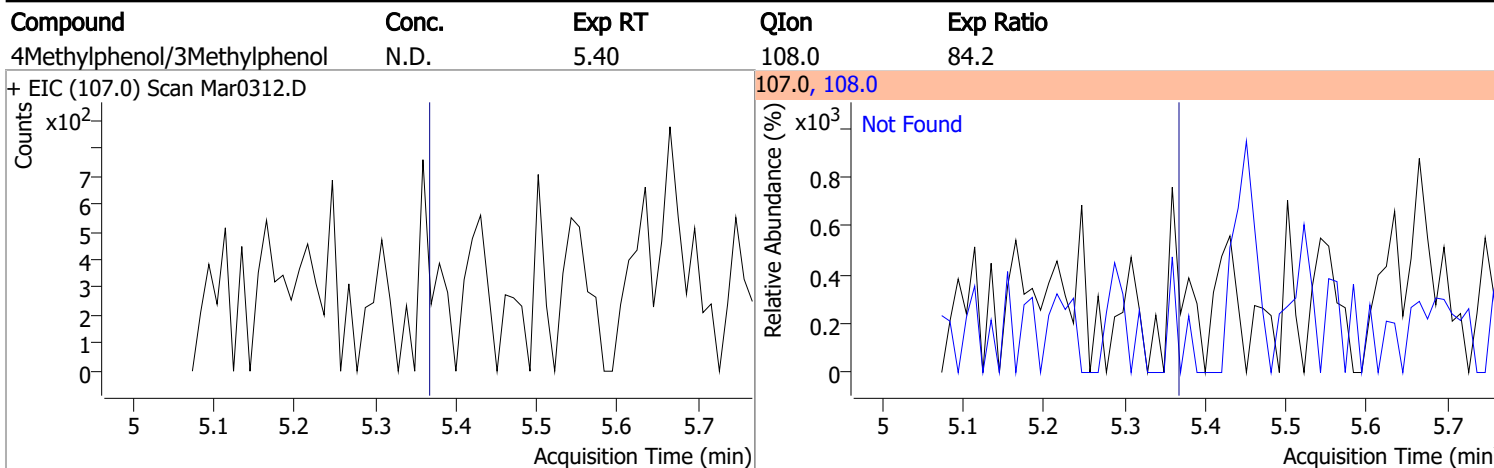 Compound Conc. Exp RT QIon Exp Ratio
4Methylphenol/3Methylphenol N.D. 5.40 108.0 84.2
+ EIC (107.0) Scan Mar0312.D
Counts
x10²
7
6
5
4
3
2
1
0
5 5.1 5.2 5.3 5.4 5.5 5.6 5.7
Acquisition Time (min)
107.0, 108.0
Relative Abundance (%)
x10³
Not Found
0.8
0.6
0.4
0.2
0
5 5.1 5.2 5.3 5.4 5.5 5.6 5.7
Acquisition Time (min